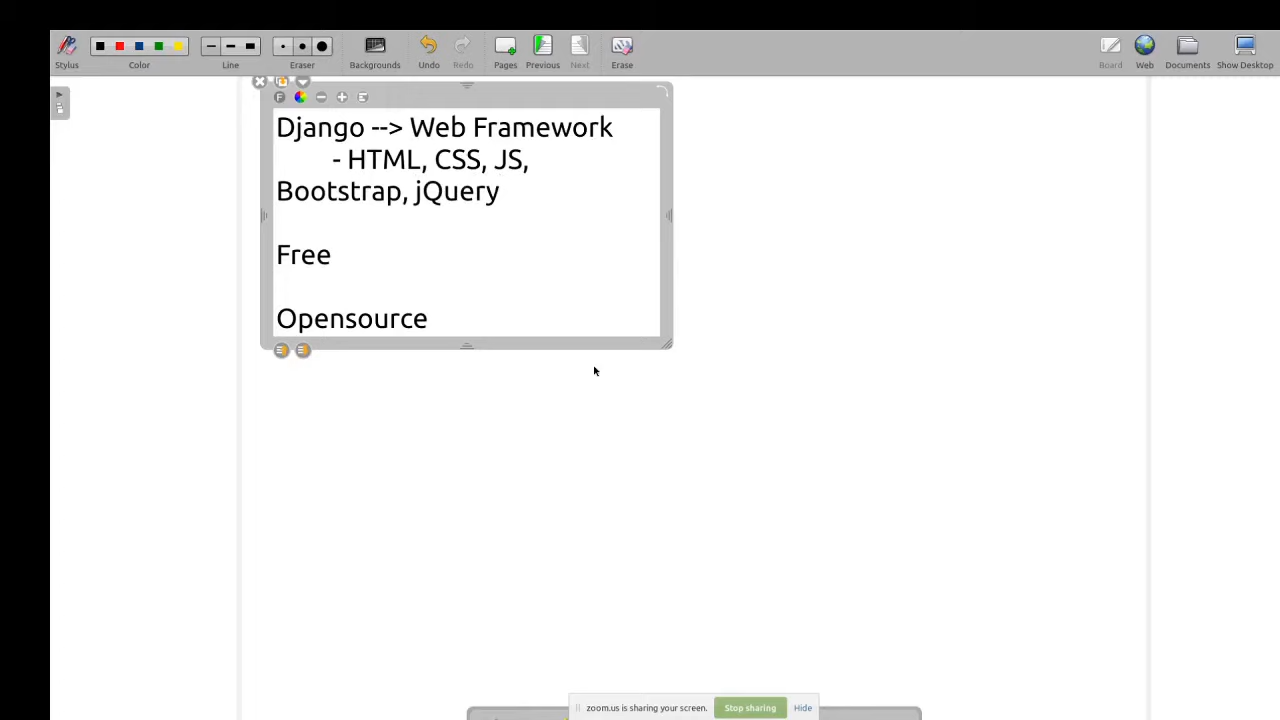 Stylus
Color
Line
Eraser
Backgrounds
Undo
Redo
Pages
Previous
Next
Erase
Board
Web
Documents
Show Desktop
F
Django --> Web Framework
- HTML, CSS, JS,
Bootstrap, jQuery
Free
Opensource
zoom.us is sharing your screen.
Stop sharing
Hide